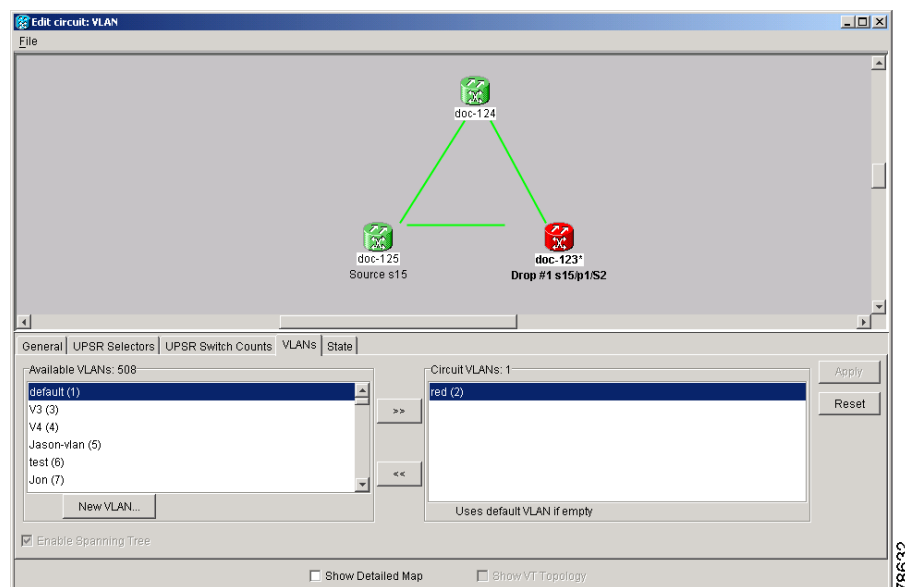 Edit circuit: VLAN
File
doc-124
doc-125
Source s15
doc-123*
Drop #1 s15/p1/S2
General UPSR Selectors UPSR Switch Counts VLANs State
Available VLANs: 508
default (1)
V3 (3)
V4 (4)
Jason-vlan (5)
test (6)
Jon (7)
New VLAN...
>>
<<
Circuit VLANs: 1
red (2)
Uses default VLAN if empty
Apply
Reset
Enable Spanning Tree
Show Detailed Map Show VT Topology
78632